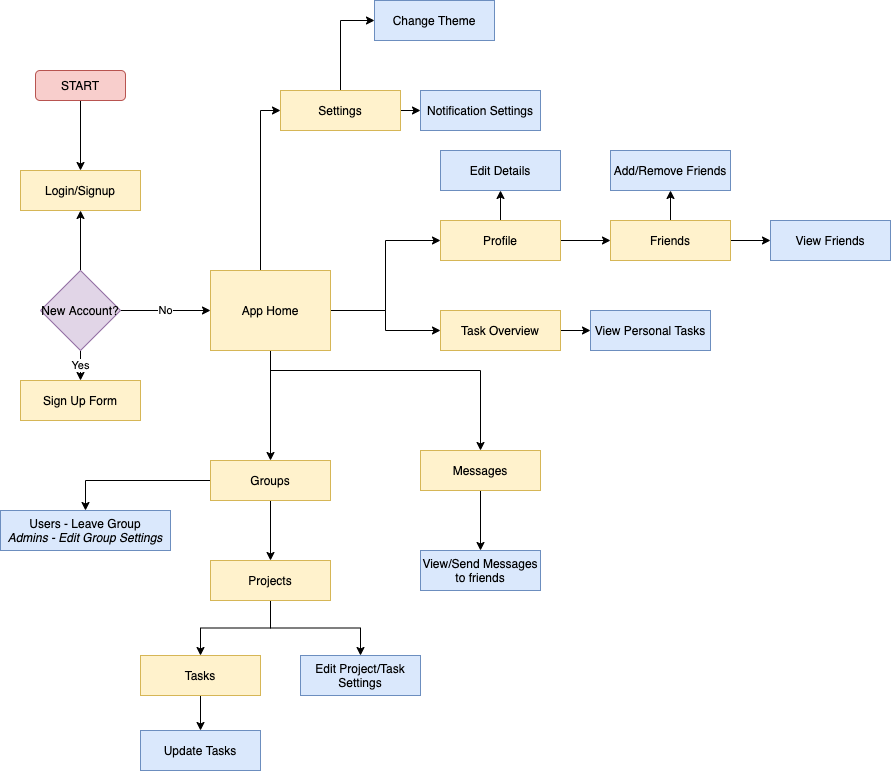 Change Theme
START
Settings
Notification Settings
Login/Signup
Edit Details
Add/Remove Friends
Profile
Friends
View Friends
New Account?
No
App Home
Task Overview
View Personal Tasks
Yes
Sign Up Form
Groups
Messages
Users - Leave Group
Admins - Edit Group Settings
View/Send Messages
to friends
Projects
Tasks
Edit Project/Task
Settings
Update Tasks